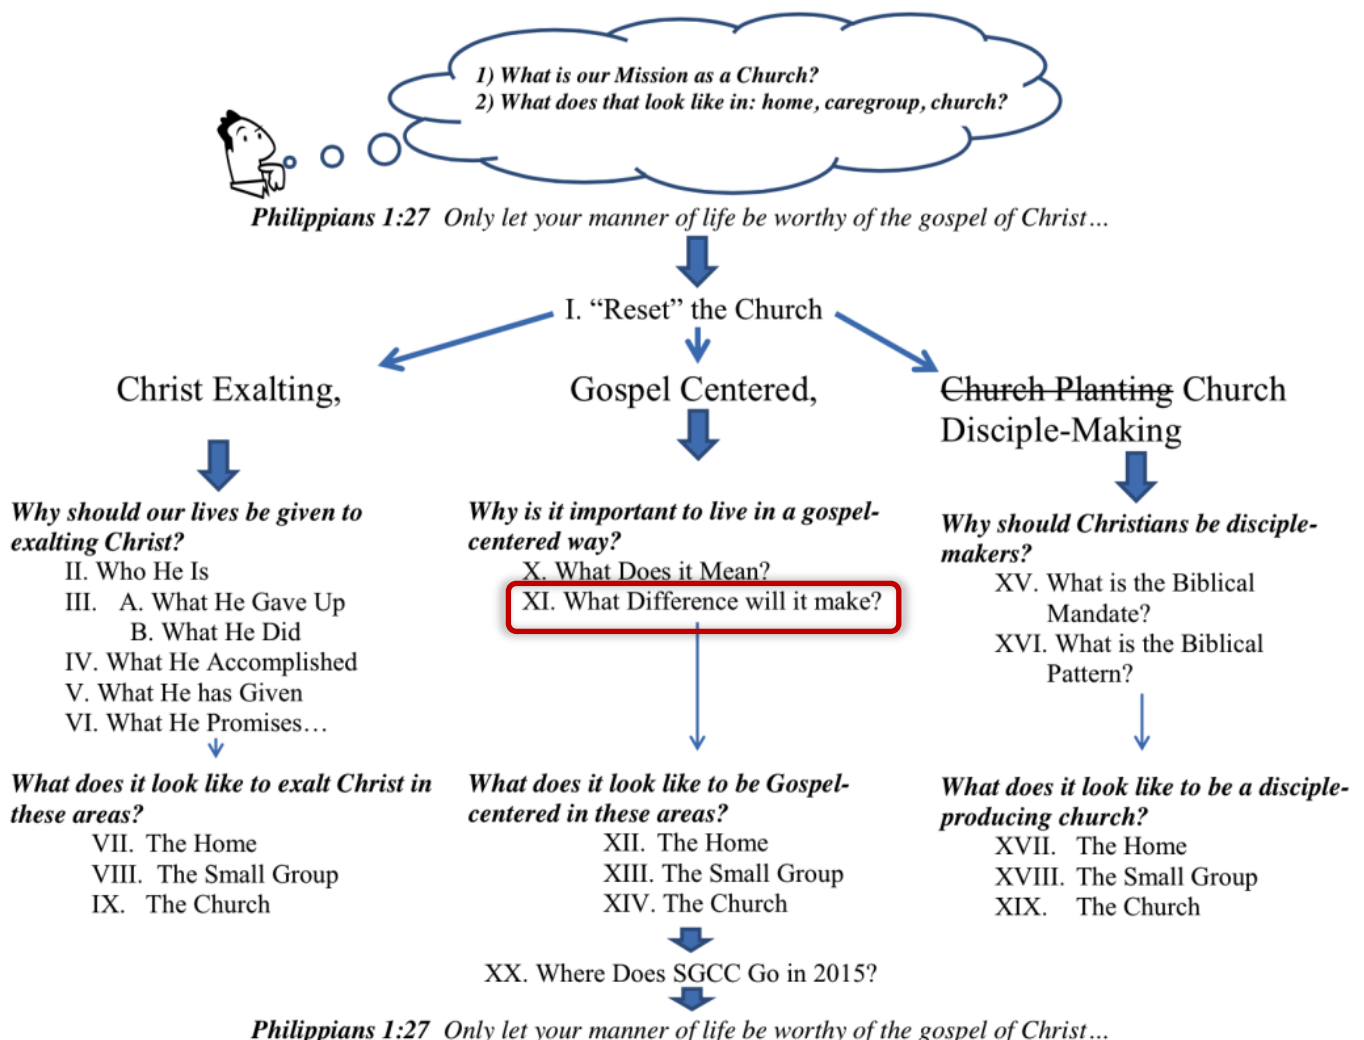 1) What is our Mission as a Church?
2) What does that look like in: home, caregroup, church?
Philippians 1:27 Only let your manner of life be worthy of the gospel of Christ…
I. “Reset” the Church
Christ Exalting,
Why should our lives be given to
exalting Christ?
II. Who He Is
III. A. What He Gave Up
B. What He Did
IV. What He Accomplished
V. What He has Given
VI. What He Promises…
What does it look like to exalt Christ in
these areas?
VII. The Home
VIII. The Small Group
IX. The Church
Gospel Centered,
Why is it important to live in a gospel-
centered way?
X. What Does it Mean?
XI. What Difference will it make?
What does it look like to be Gospel-
centered in these areas?
XII. The Home
XIII. The Small Group
XIV. The Church
Church Planting Church
Disciple-Making
Why should Christians be disciple-
makers?
XV. What is the Biblical
Mandate?
XVI. What is the Biblical
Pattern?
What does it look like to be a disciple-
producing church?
XVII. The Home
XVIII. The Small Group
XIX. The Church
XX. Where Does SGCC Go in 2015?
Philippians 1:27 Only let your manner of life be worthy of the gospel of Christ…